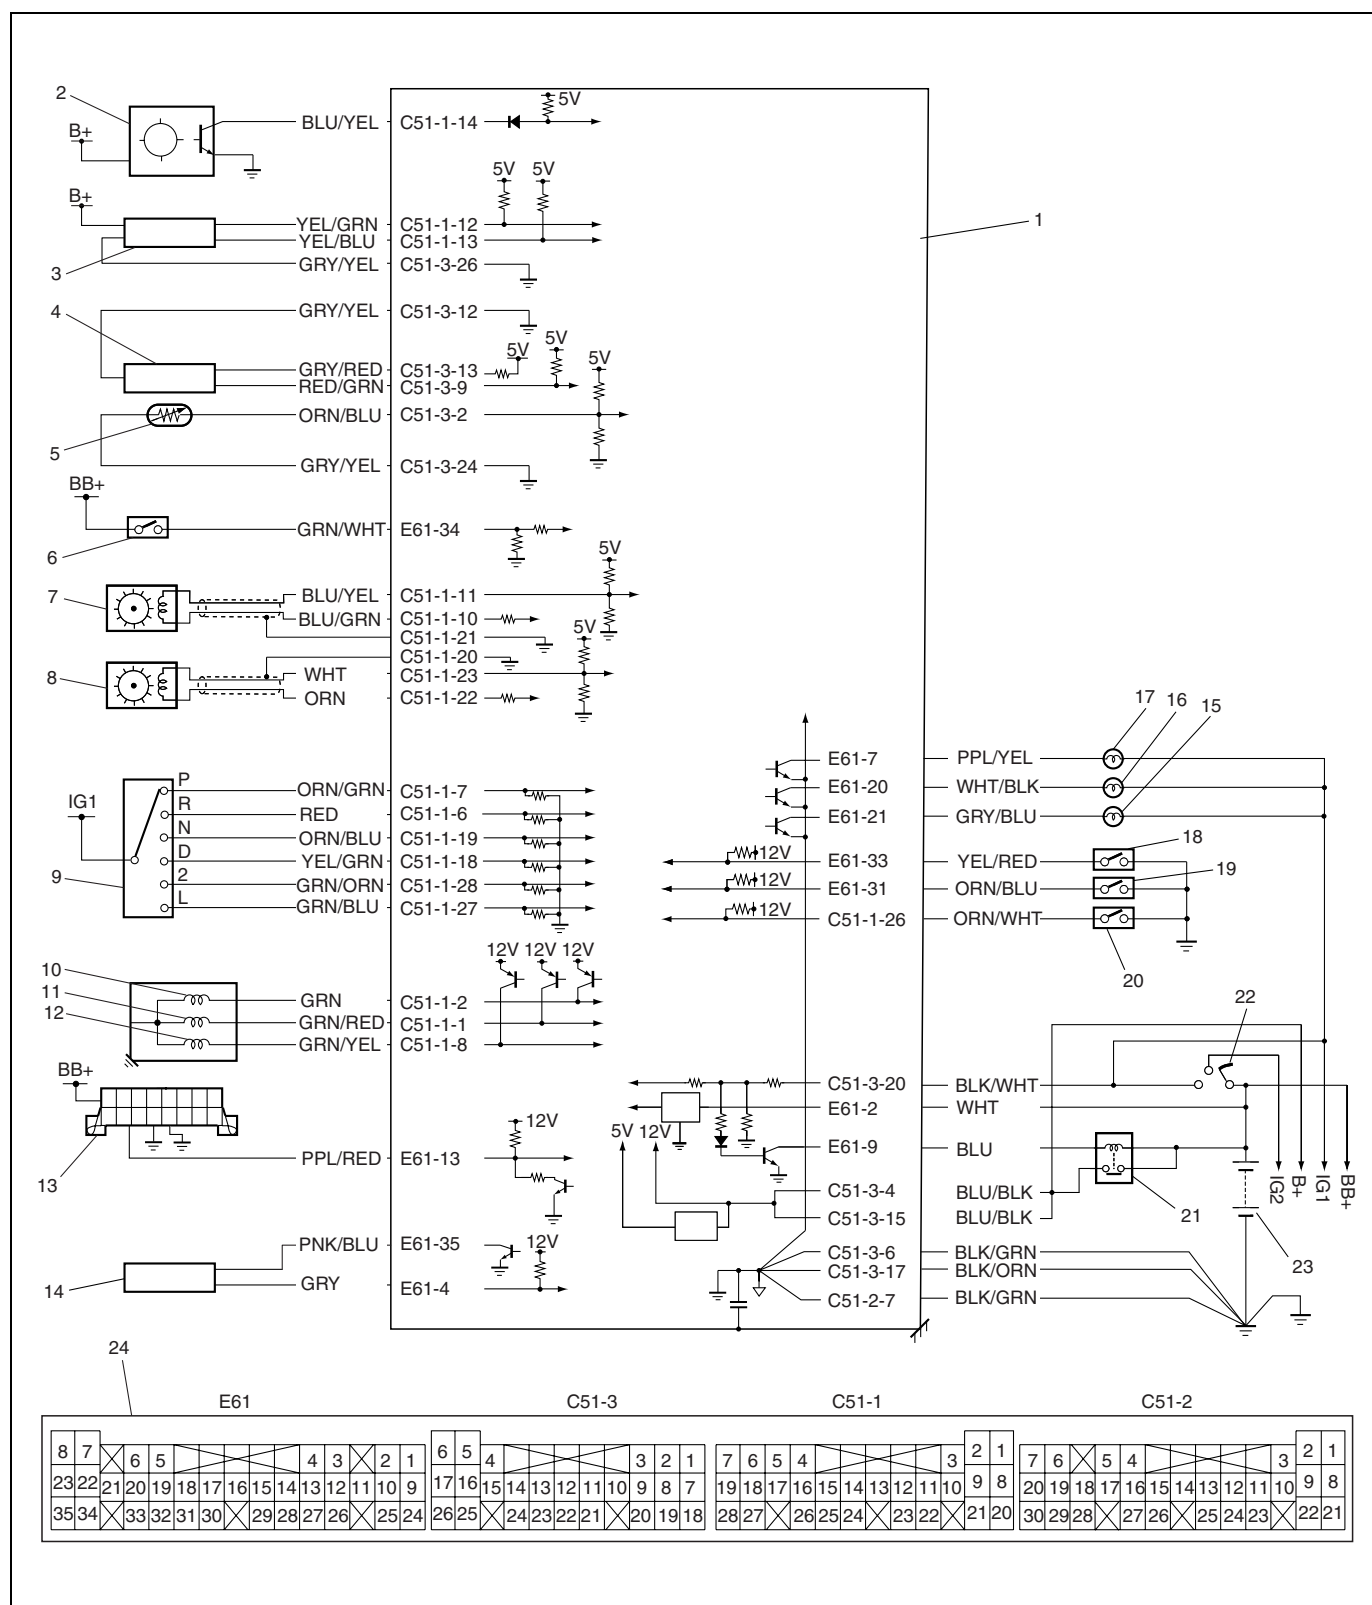 2
B+
BLU/YEL C51-1-14 5V
5V 5V
B+
YEL/GRN C51-1-12
YEL/BLU C51-1-13
1
3
GRY/YEL C51-3-26
4
GRY/YEL C51-3-12
5V 5V 5V
GRY/RED C51-3-13
RED/GRN C51-3-9
ORN/BLU C51-3-2
5
GRY/YEL C51-3-24
BB+
GRN/WHT E61-34
6
5V
7
BLU/YEL C51-1-11
BLU/GRN C51-1-10
C51-1-21
5V
C51-1-20
8
WHT C51-1-23
ORN C51-1-22
17 16 15
E61-7 PPL/YEL
E61-20 WHT/BLK
E61-21 GRY/BLU
IG1
P ORN/GRN C51-1-7
R RED C51-1-6
N ORN/BLU C51-1-19
D YEL/GRN C51-1-18
2 GRN/ORN C51-1-28
L GRN/BLU C51-1-27
9
12V E61-33 YEL/RED 18
12V E61-31 ORN/BLU 19
12V C51-1-26 ORN/WHT
20
12V 12V 12V
10
11
12
GRN C51-1-2
GRN/RED C51-1-1
GRN/YEL C51-1-8
22
BB+
C51-3-20 BLK/WHT
E61-2 WHT
12V
5V 12V
E61-9 BLU
13
PPL/RED E61-13
C51-3-4 BLU/BLK
C51-3-15 BLU/BLK
21
IG2 B+ IG1 BB+
23
PNK/BLU E61-35 12V
14
GRY E61-4
C51-3-6 BLK/GRN
C51-3-17 BLK/ORN
C51-2-7 BLK/GRN
24
E61 C51-3 C51-1 C51-2
8 7 6 5 4 3 2 1 6 5 4 3 2 1 7 6 5 4 3 2 1 7 6 5 4 3 2 1
23 22 21 20 19 18 17 16 15 14 13 12 11 10 9 17 16 15 14 13 12 11 10 9 8 7 19 18 17 16 15 14 13 12 11 10 9 8 20 19 18 17 16 15 14 13 12 11 10 9 8
35 34 33 32 31 30 29 28 27 26 25 24 26 25 24 23 22 21 20 19 18 28 27 26 25 24 23 22 21 20 30 29 28 27 26 25 24 23 22 21